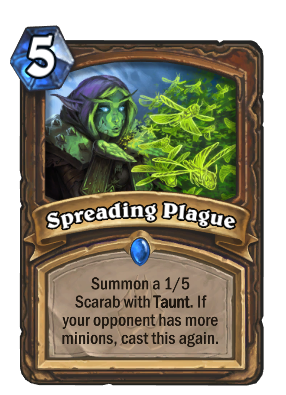 5
Spreading Plague
Summon a 1/5
Scarab with Taunt. If
your opponent has more
minions, cast this again.